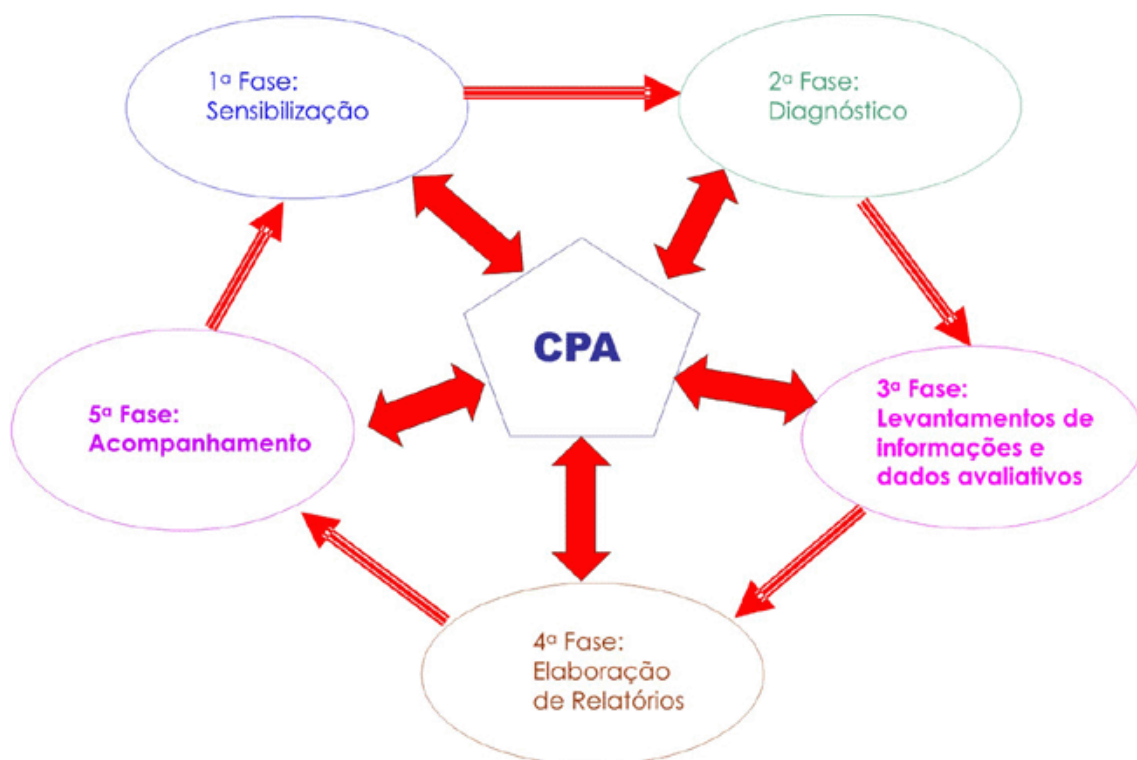 1ª Fase:
Sensibilização
2ª Fase:
Diagnóstico
CPA
5ª Fase:
Acompanhamento
3ª Fase:
Levantamentos de
informações e
dados avaliativos
4ª Fase:
Elaboração
de Relatórios